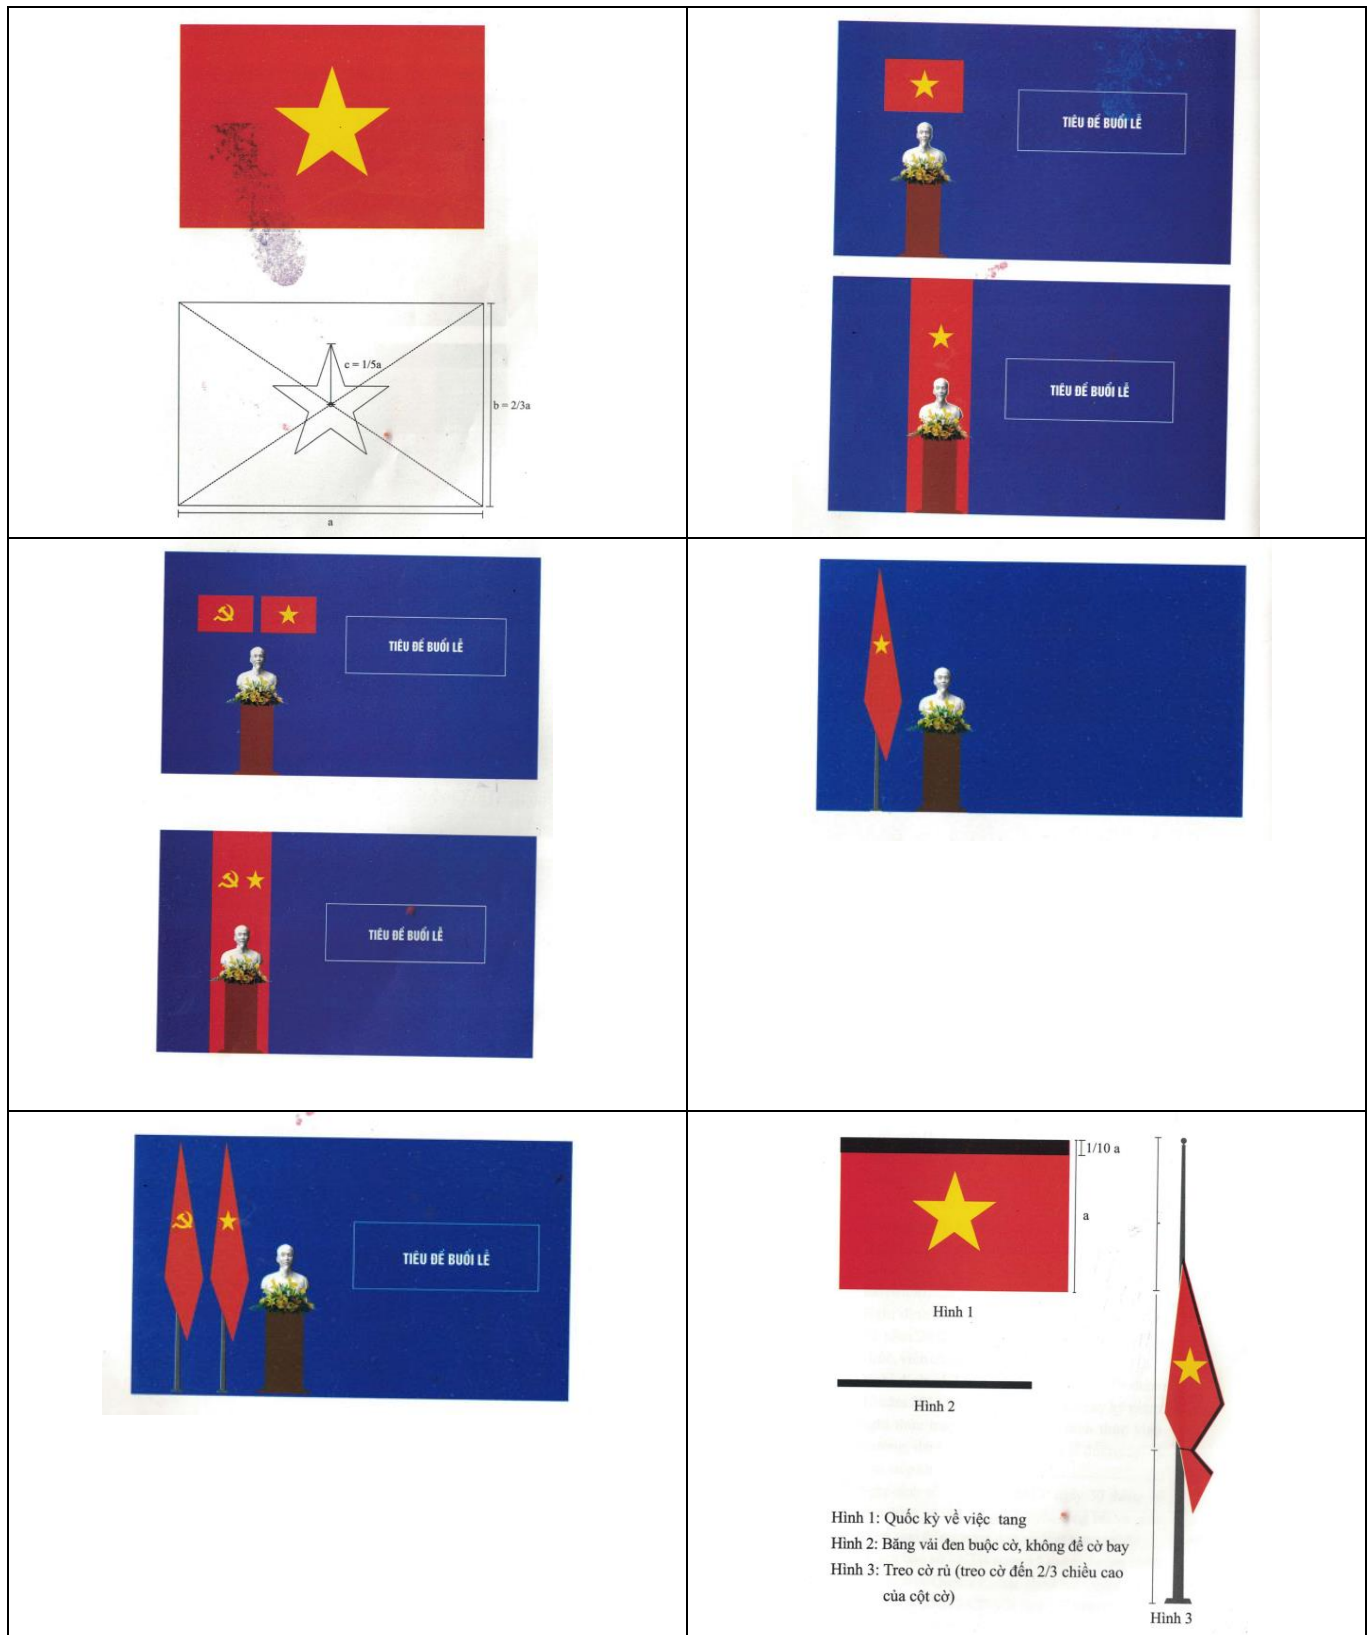 c = 1/5a
b = 2/3a
a
TIÊU ĐỀ BUỔI LỄ
TIÊU ĐỀ BUỔI LỄ
TIÊU ĐỀ BUỔI LỄ
TIÊU ĐỀ BUỔI LỄ
TIÊU ĐỀ BUỔI LỄ
1/10 a
a
Hình 1
Hình 2
Hình 1: Quốc kỳ về việc tang
Hình 2: Băng vải đen buộc cờ, không để cờ bay
Hình 3: Treo cờ rủ (treo cờ đến 2/3 chiều cao
của cột cờ)
Hình 3